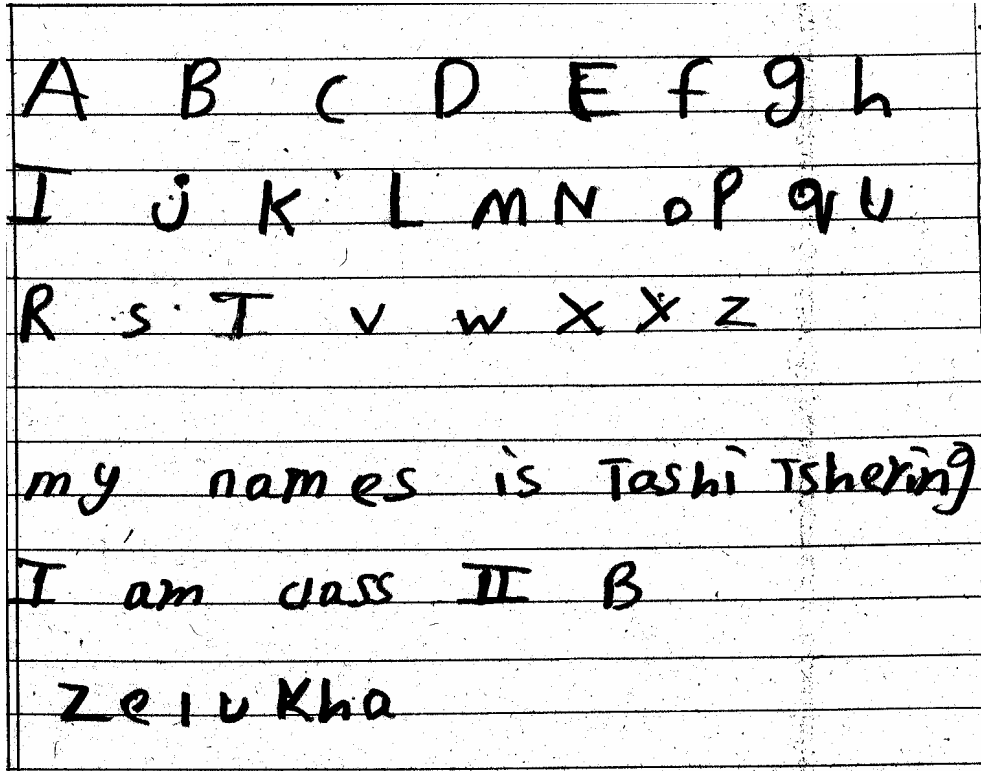 A B C D E f g h
I j K L m N o P q U
R s T v w X X z
my names is Tashi Tshering
I am class II B
Zelukha